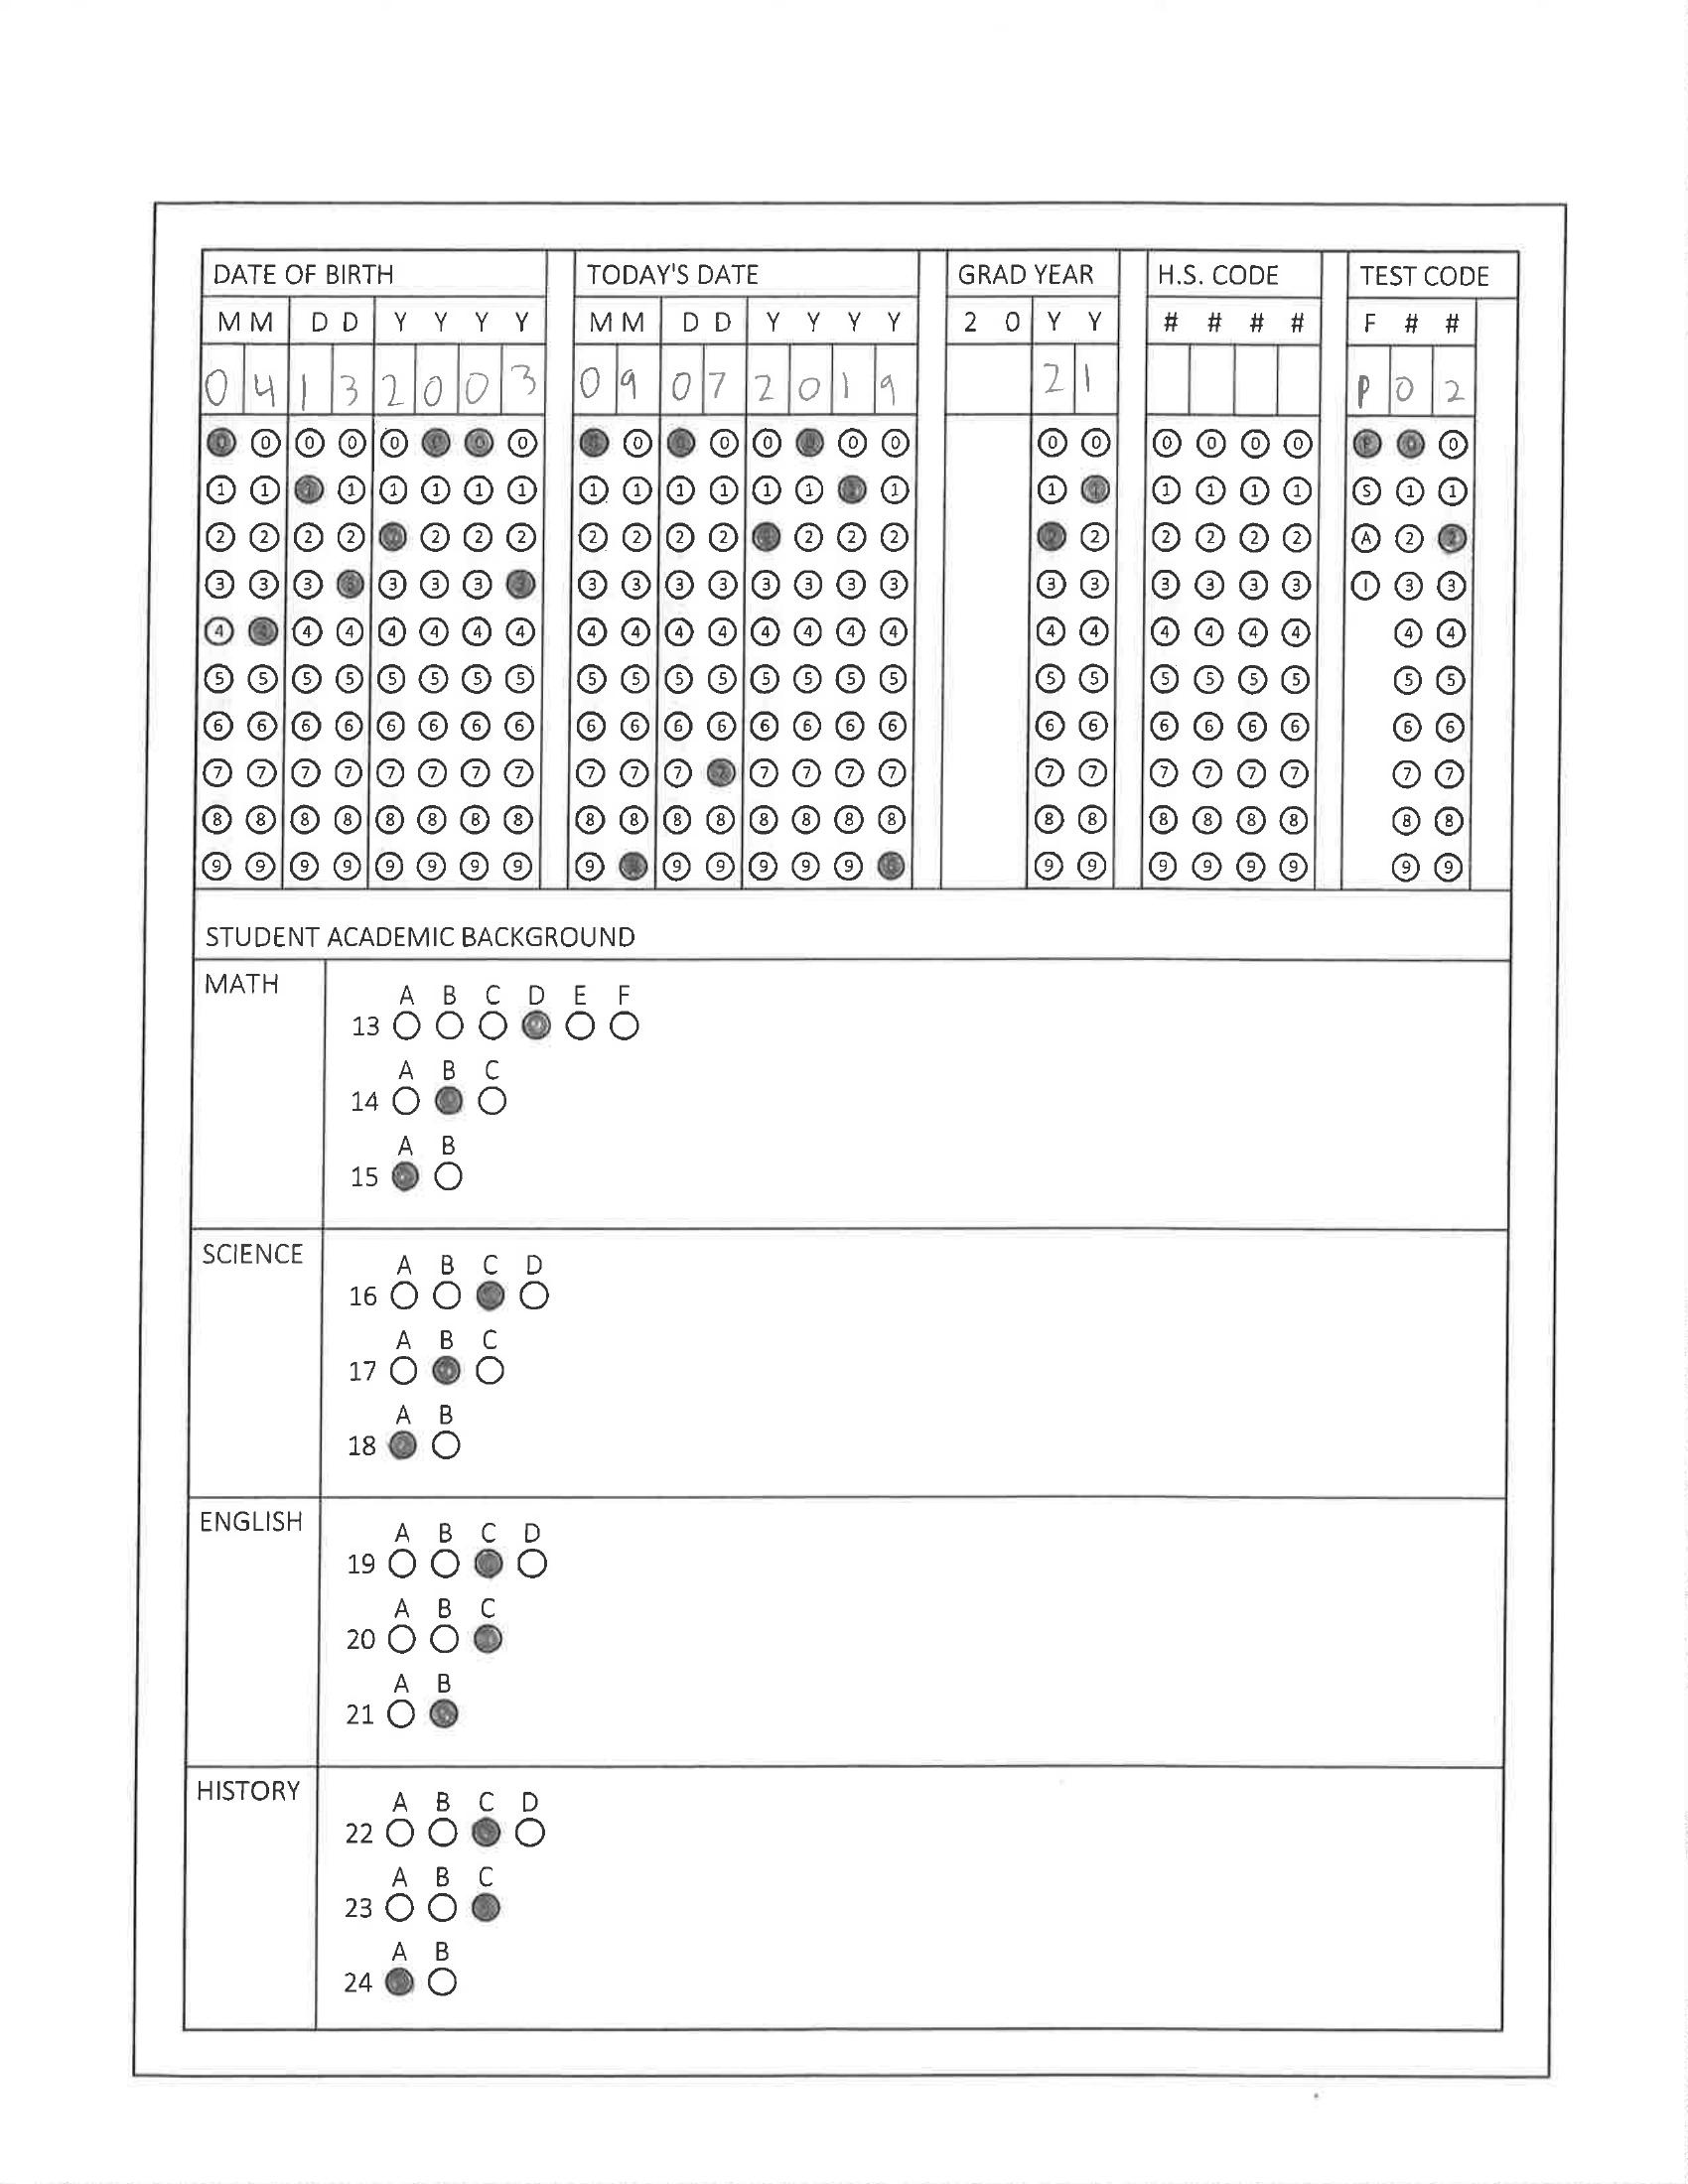 DATE OF BIRTH TODAY'S DATE GRAD YEAR H.S. CODE TEST CODE
M M D D Y Y Y Y M M D D Y Y Y Y 2 0 Y Y # # # # F # #
0 4 1 3 2 0 0 3 0 9 0 7 2 0 1 9 2 1 P 0 2
0 0 0 0 0 0 0 0 0 0 0 0 0 0 0 0 0 0 0 0 0 0 P 0 0
1 1 1 1 1 1 1 1 1 1 1 1 1 1 1 1 1 1 1 1 1 1 S 1 1
2 2 2 2 2 2 2 2 2 2 2 2 2 2 2 2 2 2 2 2 2 2 A 2 2
3 3 3 3 3 3 3 3 3 3 3 3 3 3 3 3 3 3 3 3 3 3 I 3 3
4 4 4 4 4 4 4 4 4 4 4 4 4 4 4 4 4 4 4 4 4 4 4 4
5 5 5 5 5 5 5 5 5 5 5 5 5 5 5 5 5 5 5 5 5 5 5 5
6 6 6 6 6 6 6 6 6 6 6 6 6 6 6 6 6 6 6 6 6 6 6 6
7 7 7 7 7 7 7 7 7 7 7 7 7 7 7 7 7 7 7 7 7 7 7 7
8 8 8 8 8 8 8 8 8 8 8 8 8 8 8 8 8 8 8 8 8 8 8 8
9 9 9 9 9 9 9 9 9 9 9 9 9 9 9 9 9 9 9 9 9 9 9 9
STUDENT ACADEMIC BACKGROUND
MATH
A B C D E F
13
A B C
14
A B
15
SCIENCE
A B C D
16
A B C
17
A B
18
ENGLISH
A B C D
19
A B C
20
A B
21
HISTORY
A B C D
22
A B C
23
A B
24